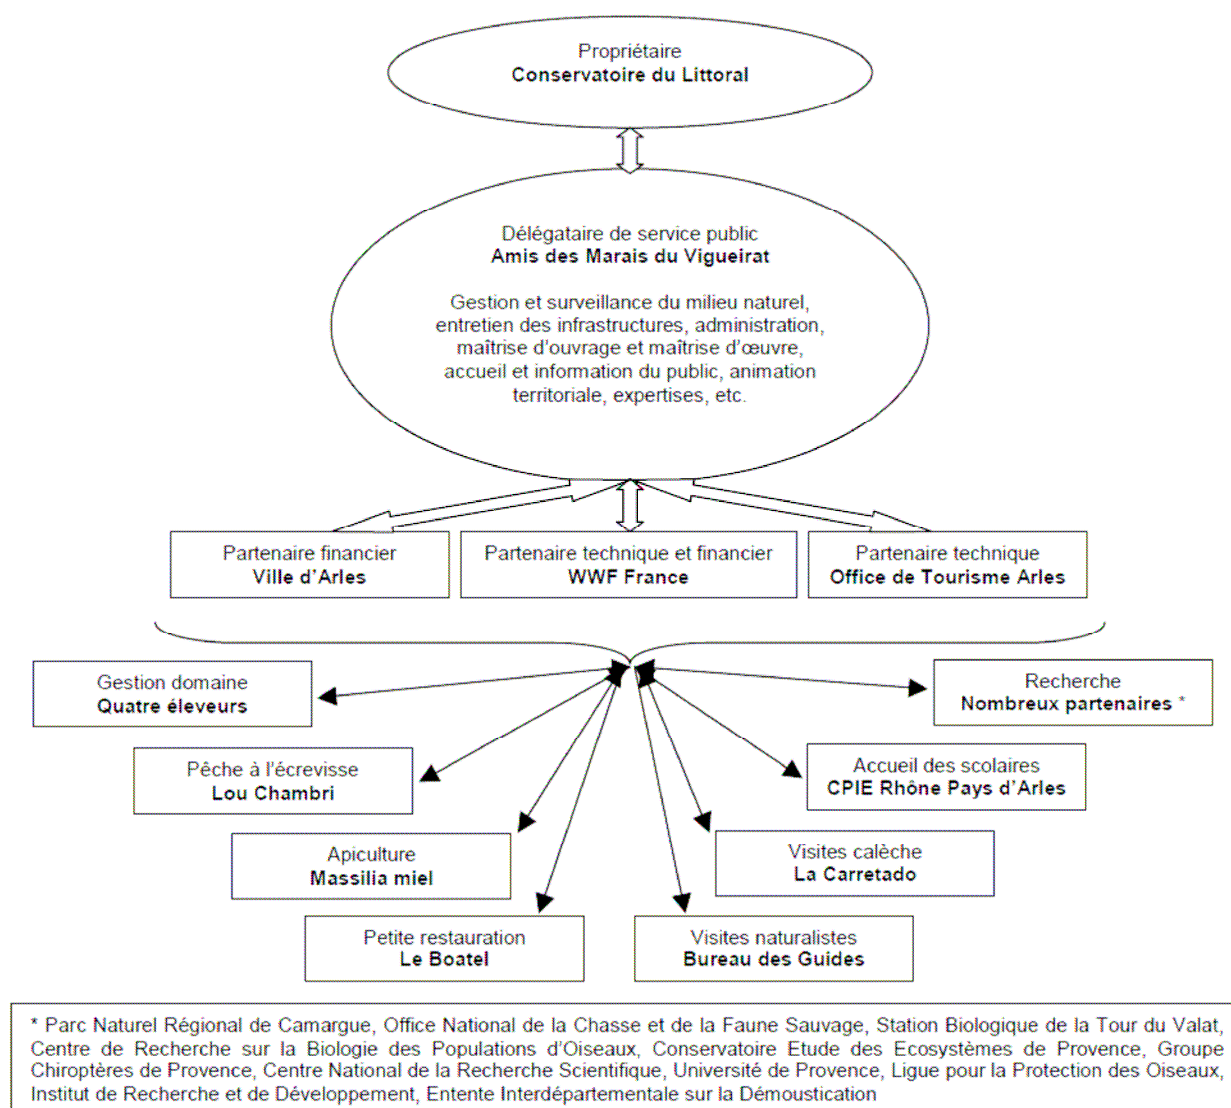 Propriétaire
Conservatoire du Littoral
Délégataire de service public
Amis des Marais du Vigueirat
Gestion et surveillance du milieu naturel,
entretien des infrastructures, administration,
maîtrise d'ouvrage et maîtrise d'œuvre,
accueil et information du public, animation
territoriale, expertises, etc.
Partenaire financier
Ville d'Arles
Partenaire technique et financier
WWF France
Partenaire technique
Office de Tourisme Arles
Gestion domaine
Quatre éleveurs
Recherche
Nombreux partenaires *
Pêche à l'écrevisse
Lou Chambri
Accueil des scolaires
CPIE Rhône Pays d'Arles
Apiculture
Massilia miel
Visites calèche
La Carretado
Petite restauration
Le Boatel
Visites naturalistes
Bureau des Guides
* Parc Naturel Régional de Camargue, Office National de la Chasse et de la Faune Sauvage, Station Biologique de la Tour du Valat,
Centre de Recherche sur la Biologie des Populations d'Oiseaux, Conservatoire Etude des Ecosystèmes de Provence, Groupe
Chiroptères de Provence, Centre National de la Recherche Scientifique, Université de Provence, Ligue pour la Protection des Oiseaux,
Institut de Recherche et de Développement, Entente Interdépartementale sur la Démoustication